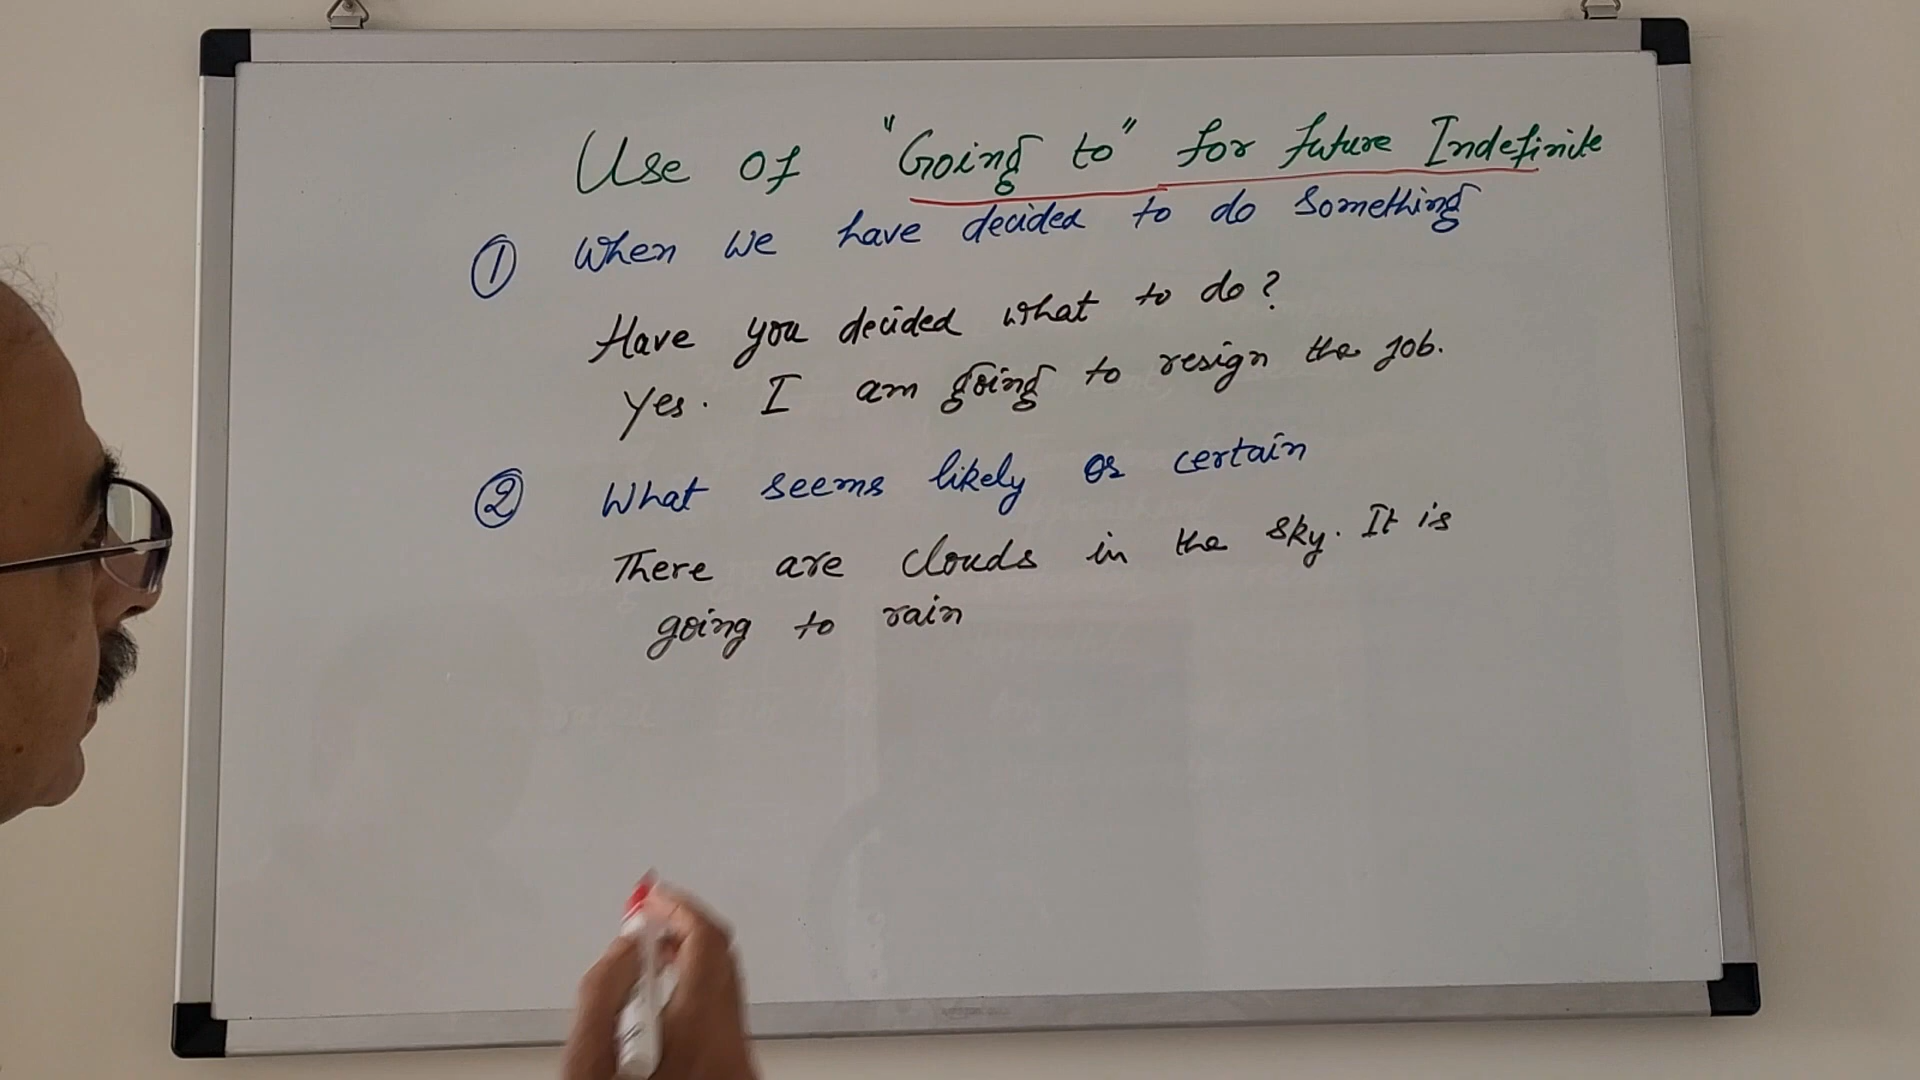 Use of "Going to" for future Indefinite
① When we have decided to do something
Have you decided what to do?
Yes. I am going to resign the job.
② What seems likely or certain
There are clouds in the sky. It is
going to rain